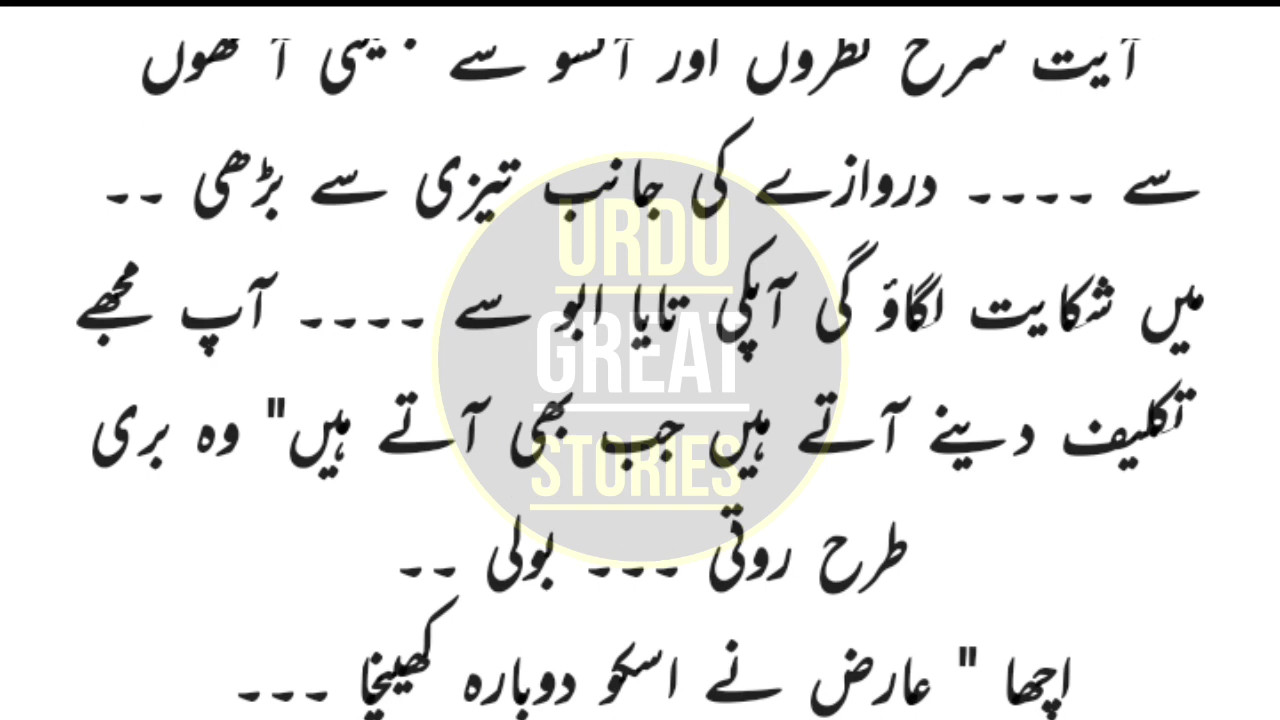 آیت سرخ نظروں اور آنسو سے بھیگی آنکھوں
سے ۔۔۔۔ دروازے کی جانب تیزی سے بڑھی ۔۔
میں شکایت لگاؤ گی آپکی تایا ابو سے ۔۔۔۔ آپ مجھے
تکلیف دینے آتے ہیں جب بھی آتے ہیں" وہ بری
طرح روتی ۔۔۔ بولی ۔۔
اچھا " عارض نے اسکو دوبارہ کھینچا ۔۔۔
URDU
GREAT
STORIES